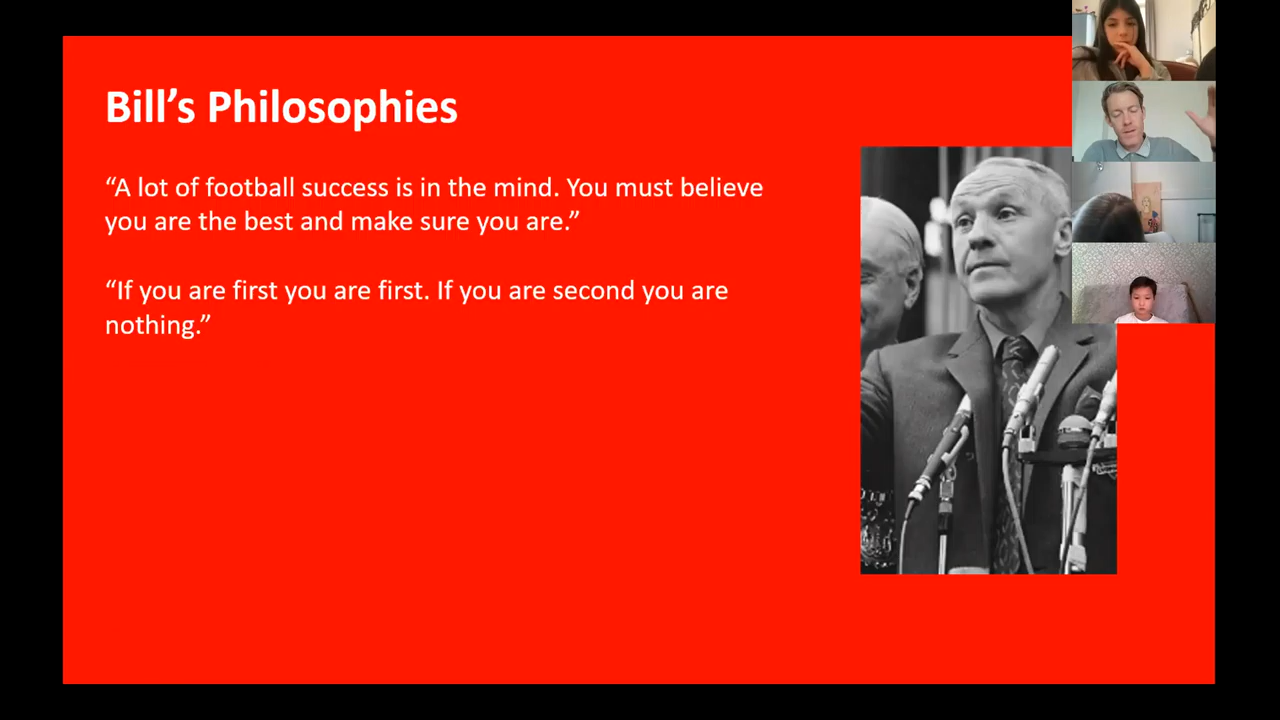 Bill’s Philosophies
“A lot of football success is in the mind. You must believe
you are the best and make sure you are.”
“If you are first you are first. If you are second you are
nothing.”